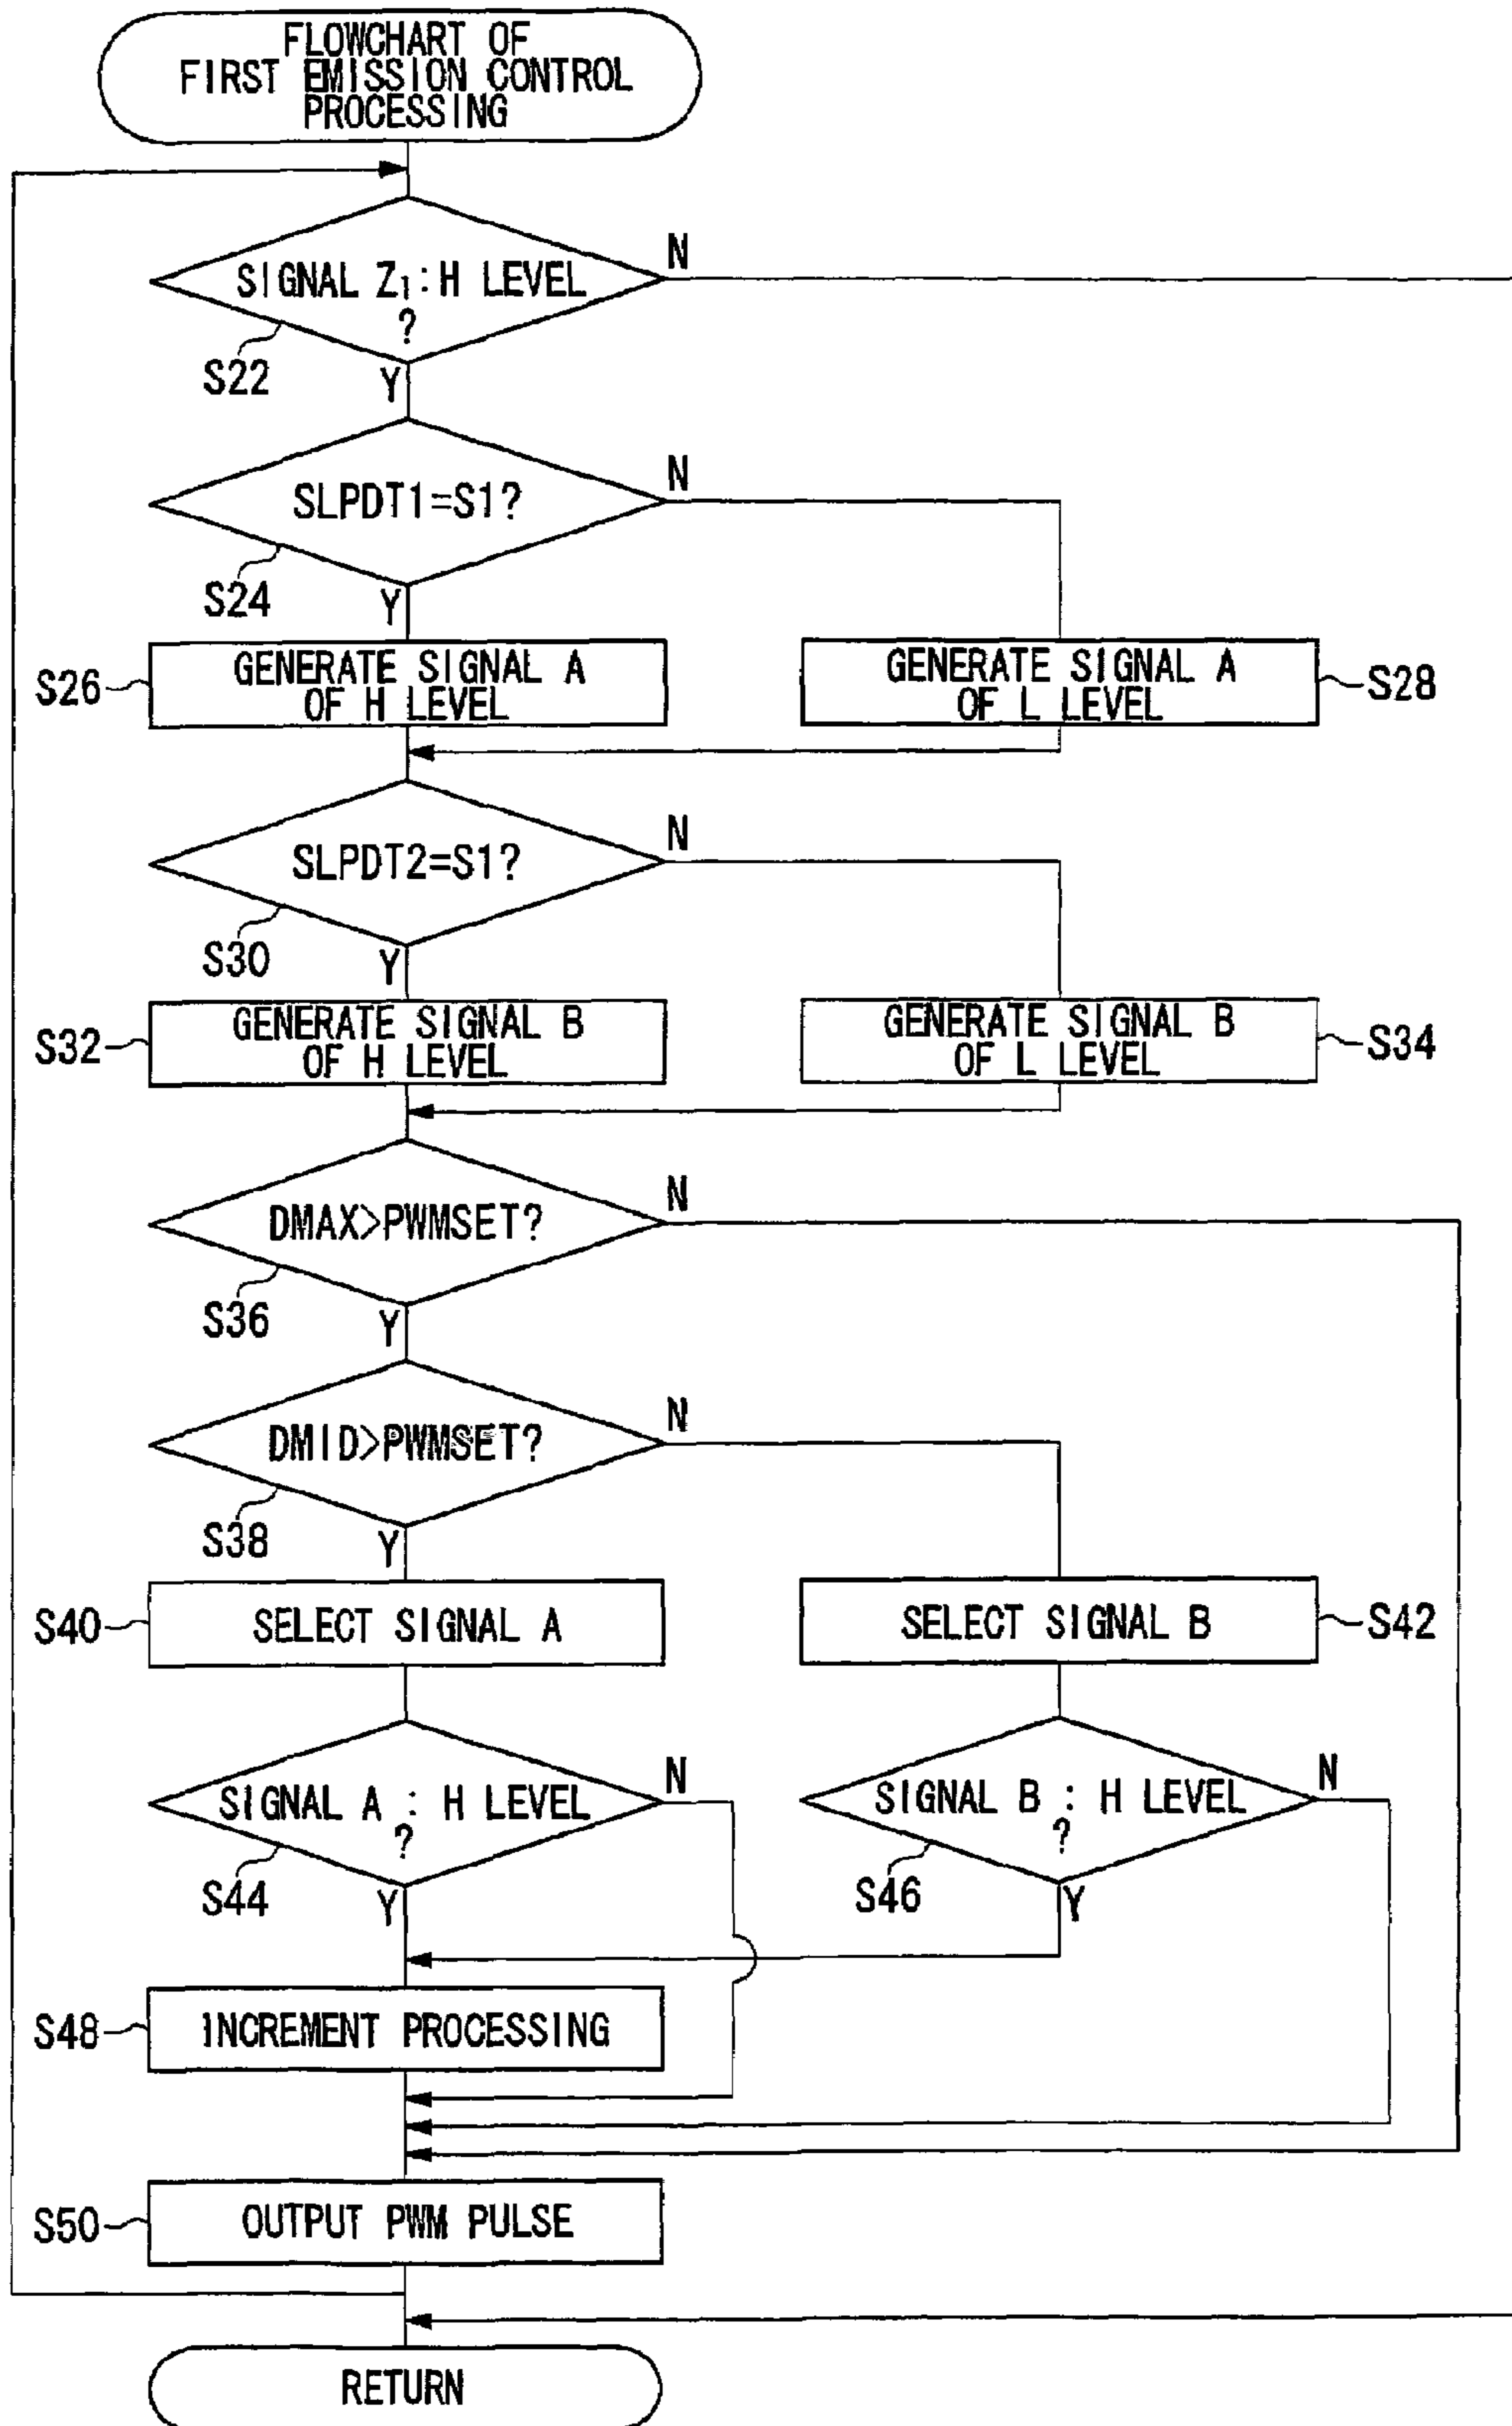 FLOWCHART OF
FIRST EMISSION CONTROL
PROCESSING
SIGNAL Z1:H LEVEL
?
N
S22
Y
SLPDT1=S1?
N
S24
Y
S26
GENERATE SIGNAL A
OF H LEVEL
GENERATE SIGNAL A
OF L LEVEL
S28
SLPDT2=S1?
N
S30
Y
S32
GENERATE SIGNAL B
OF H LEVEL
GENERATE SIGNAL B
OF L LEVEL
S34
DMAX>PWMSET?
N
S36
Y
DMID>PWMSET?
N
S38
Y
S40
SELECT SIGNAL A
SELECT SIGNAL B
S42
SIGNAL A : H LEVEL
?
N
S44
Y
SIGNAL B : H LEVEL
?
N
S46
Y
S48
INCREMENT PROCESSING
S50
OUTPUT PWM PULSE
RETURN